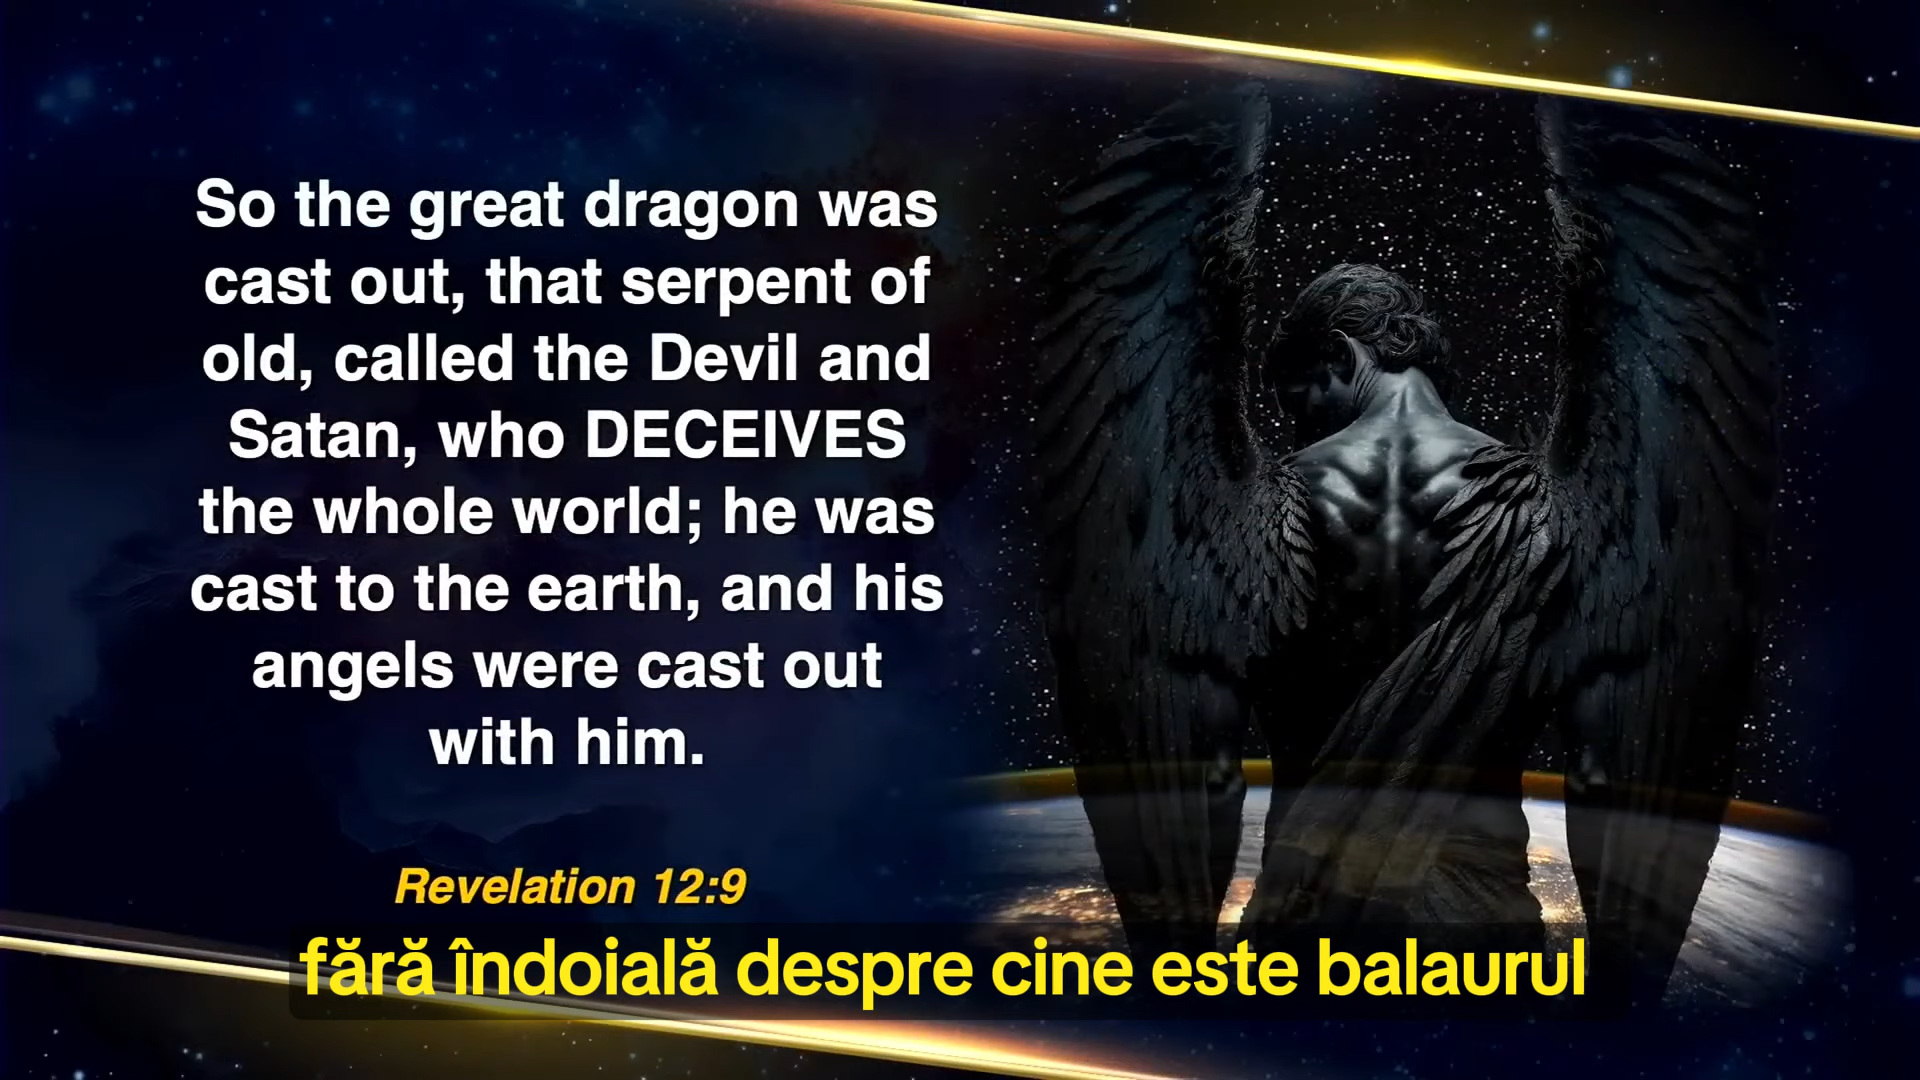 So the great dragon was
cast out, that serpent of
old, called the Devil and
Satan, who DECEIVES
the whole world; he was
cast to the earth, and his
angels were cast out
with him.
Revelation 12:9
fără îndoială despre cine este balaurul